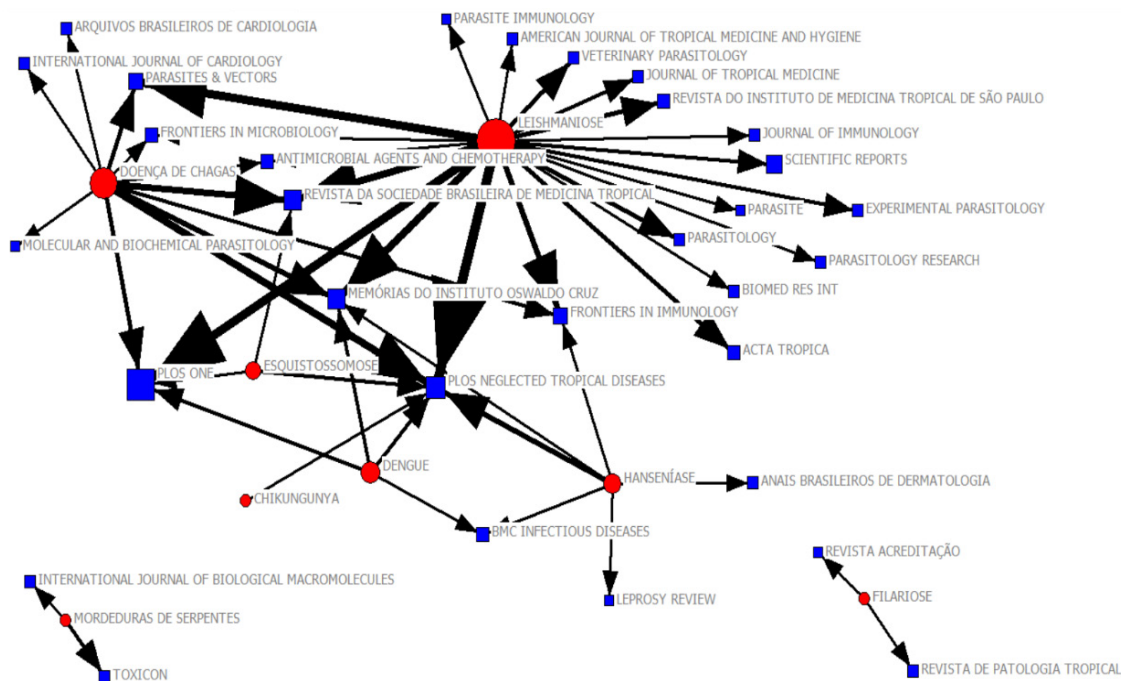 PARASITE IMMUNOLOGY
ARQUIVOS BRASILEIROS DE CARDIOLOGIA
AMERICAN JOURNAL OF TROPICAL MEDICINE AND HYGIENE
VETERINARY PARASITOLOGY
INTERNATIONAL JOURNAL OF CARDIOLOGY
JOURNAL OF TROPICAL MEDICINE
PARASITES & VECTORS
REVISTA DO INSTITUTO DE MEDICINA TROPICAL DE SÃO PAULO
LEISHMANIOSE
FRONTIERS IN MICROBIOLOGY
JOURNAL OF IMMUNOLOGY
ANTIMICROBIAL AGENTS AND CHEMOTHERAPY
SCIENTIFIC REPORTS
DOENÇA DE CHAGAS
REVISTA DA SOCIEDADE BRASILEIRA DE MEDICINA TROPICAL
PARASITE
EXPERIMENTAL PARASITOLOGY
PARASITOLOGY
MOLECULAR AND BIOCHEMICAL PARASITOLOGY
PARASITOLOGY RESEARCH
BIOMED RES INT
MEMÓRIAS DO INSTITUTO OSWALDO CRUZ
FRONTIERS IN IMMUNOLOGY
ACTA TROPICA
ESQUISTOSSOMOSE
PLOS ONE
PLOS NEGLECTED TROPICAL DISEASES
DENGUE
HANSENÍASE
ANAIS BRASILEIROS DE DERMATOLOGIA
CHIKUNGUNYA
BMC INFECTIOUS DISEASES
REVISTA ACREDITAÇÃO
INTERNATIONAL JOURNAL OF BIOLOGICAL MACROMOLECULES
FILARIOSE
LEPROSY REVIEW
MORDEDURAS DE SERPENTES
REVISTA DE PATOLOGIA TROPICAL
TOXICON